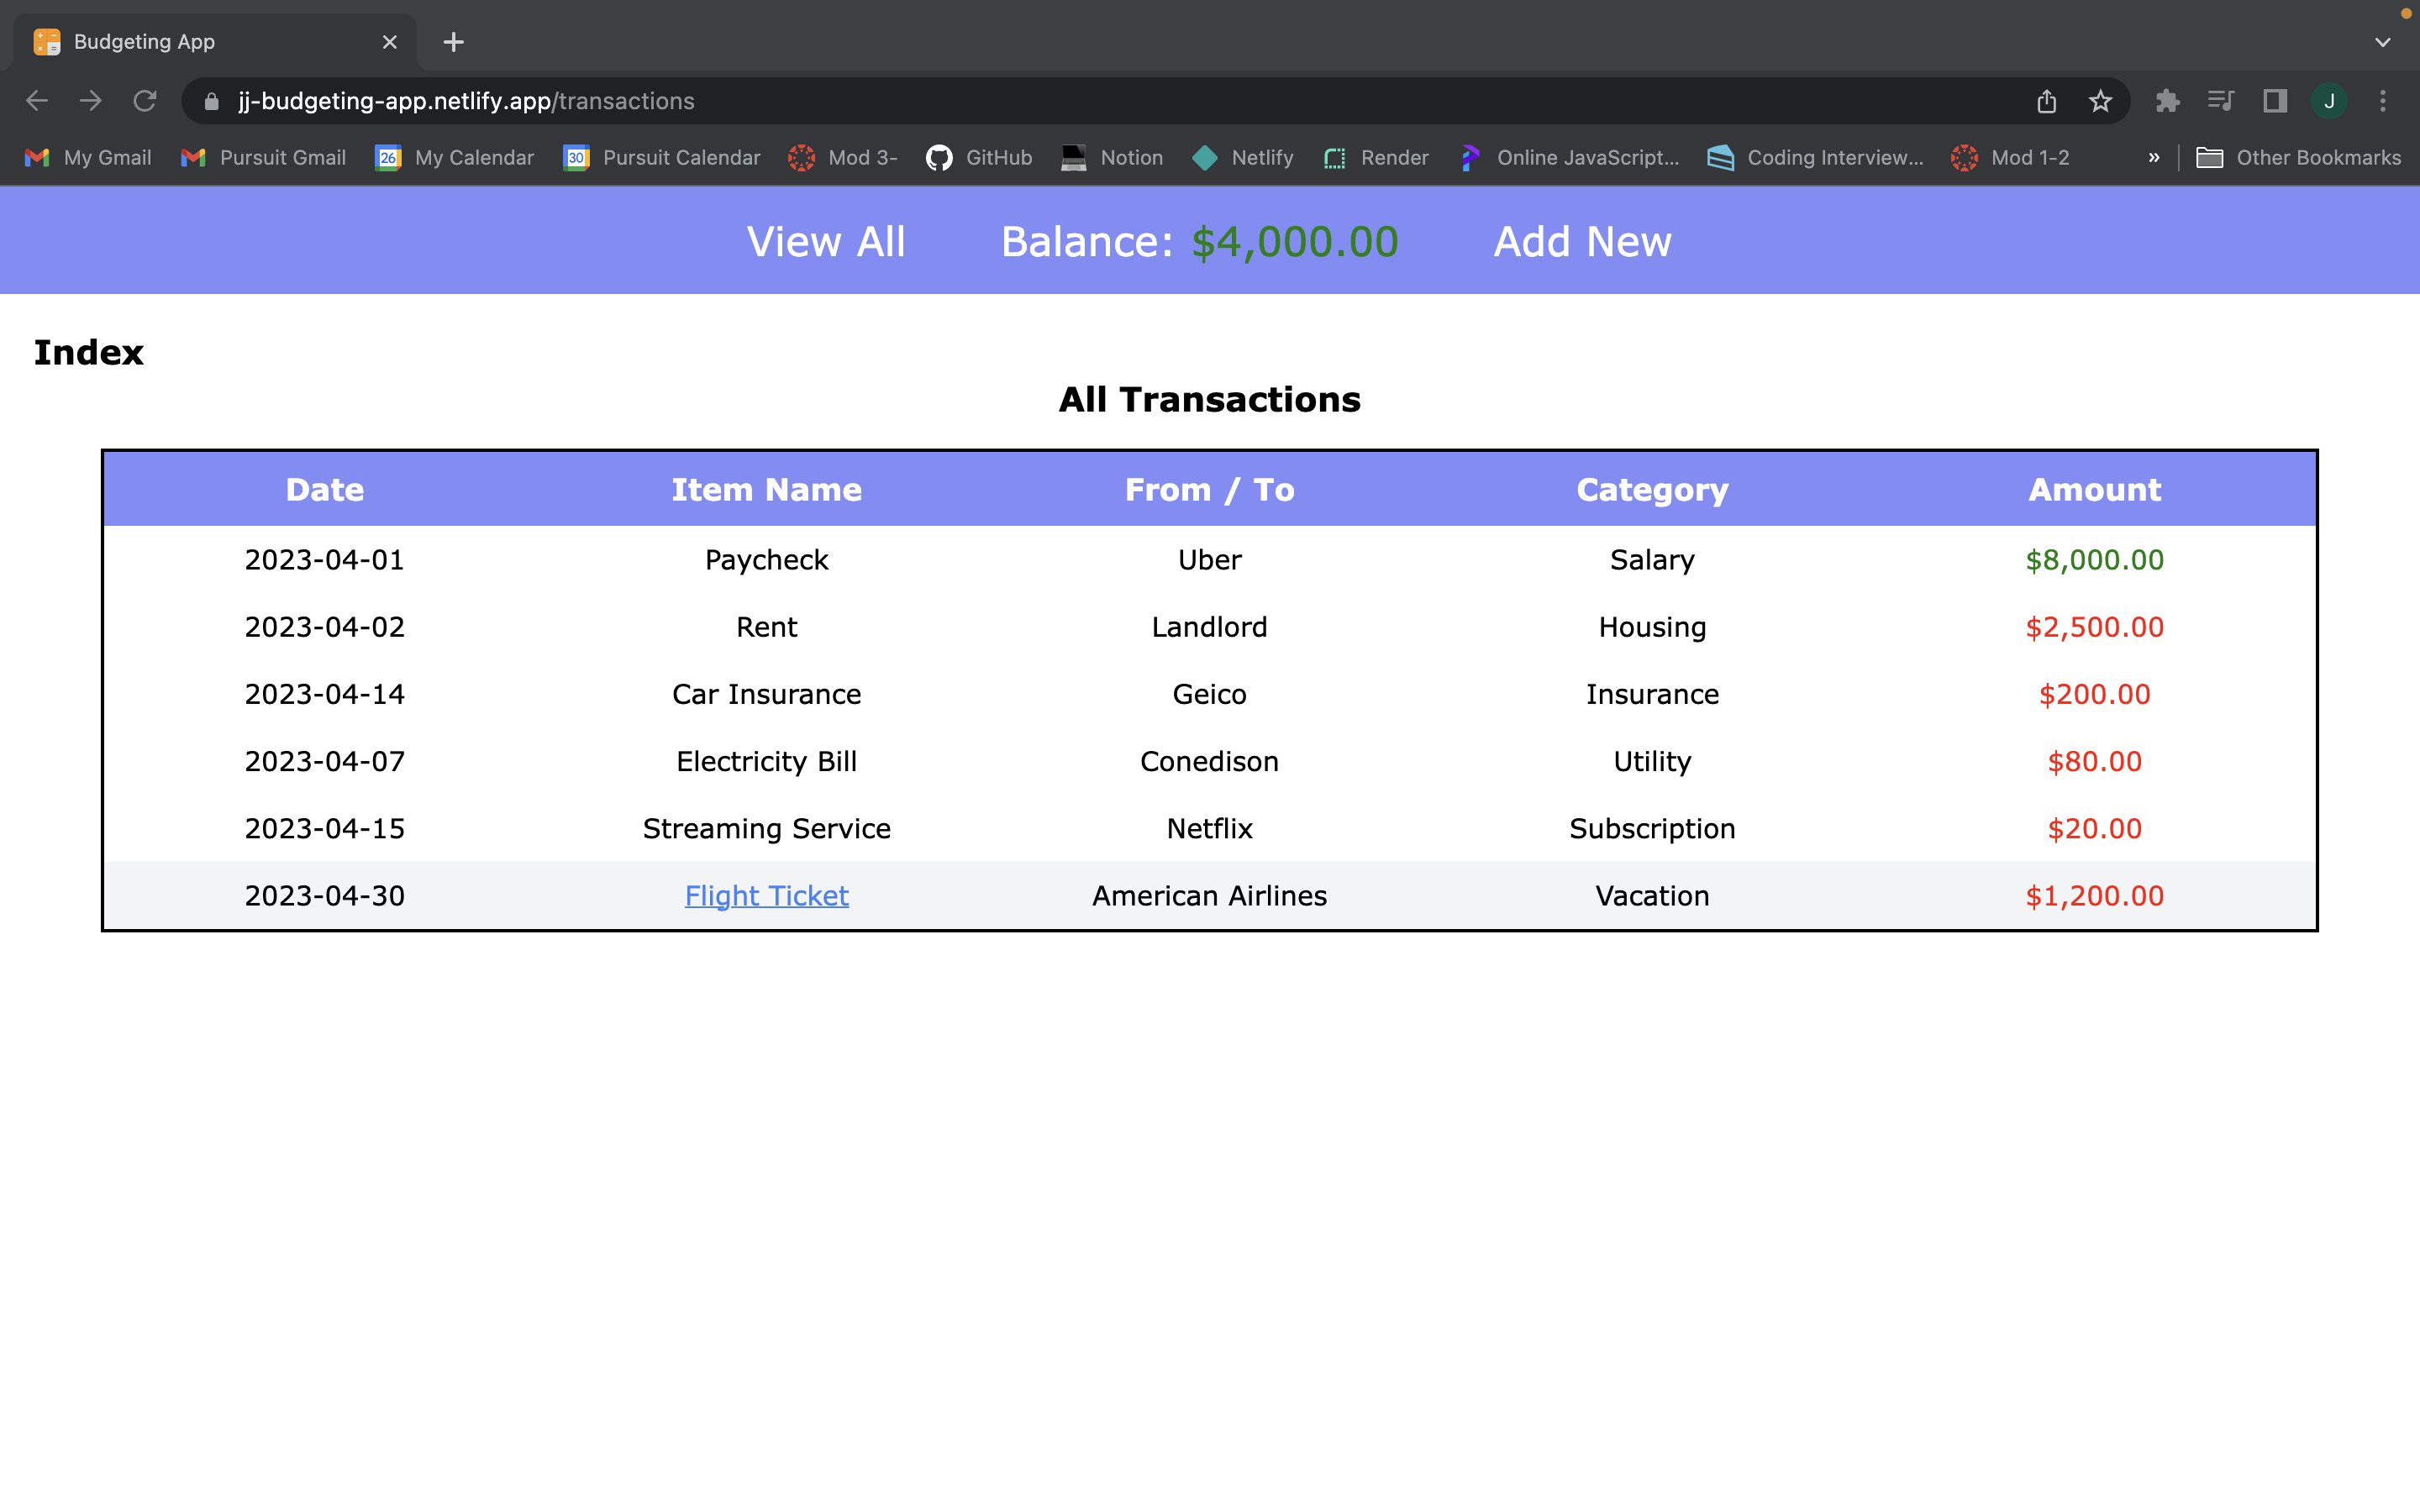 Budgeting App
jj-budgeting-app.netlify.app/transactions
J
My Gmail Pursuit Gmail 26 My Calendar 30 Pursuit Calendar Mod 3- GitHub Notion Netlify Render Online JavaScript... Coding Interview... Mod 1-2 » Other Bookmarks
View All Balance: $4,000.00 Add New
Index
All Transactions
Date Item Name From / To Category Amount
2023-04-01 Paycheck Uber Salary $8,000.00
2023-04-02 Rent Landlord Housing $2,500.00
2023-04-14 Car Insurance Geico Insurance $200.00
2023-04-07 Electricity Bill Conedison Utility $80.00
2023-04-15 Streaming Service Netflix Subscription $20.00
2023-04-30 Flight Ticket American Airlines Vacation $1,200.00